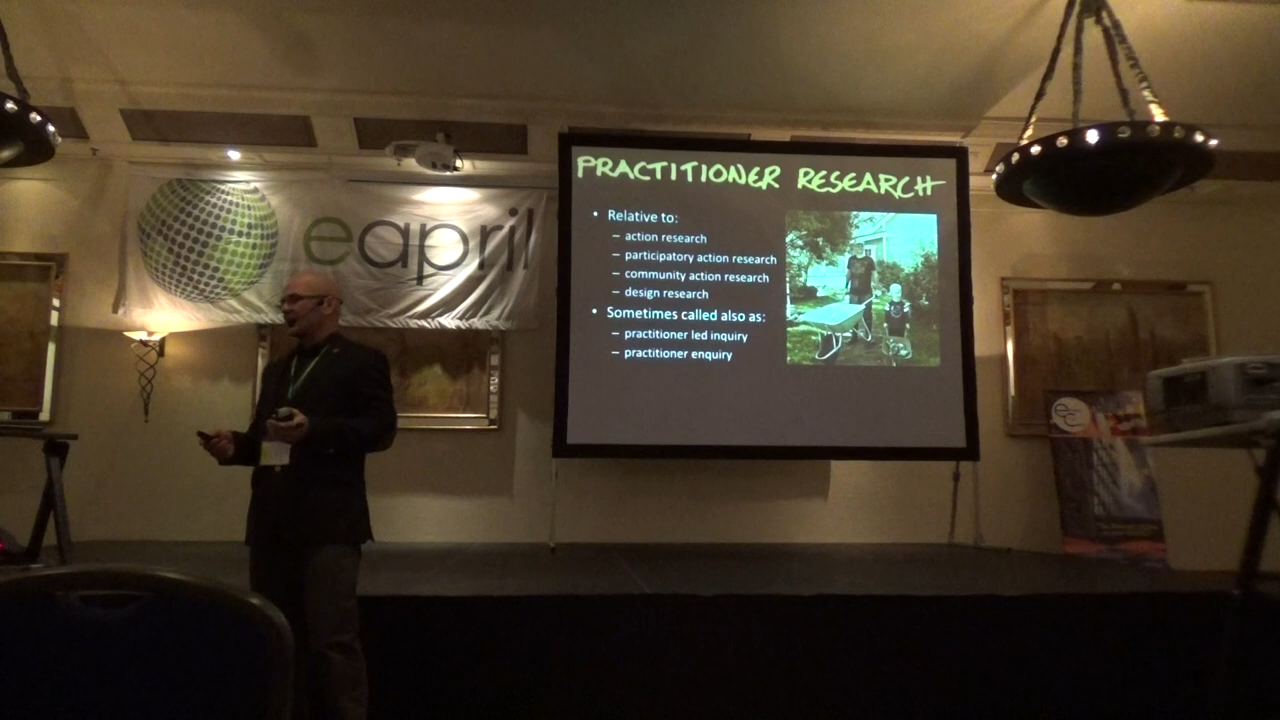 eapril
PRACTITIONER RESEARCH
• Relative to:
– action research
– participatory action research
– community action research
– design research
• Sometimes called also as:
– practitioner led inquiry
– practitioner enquiry